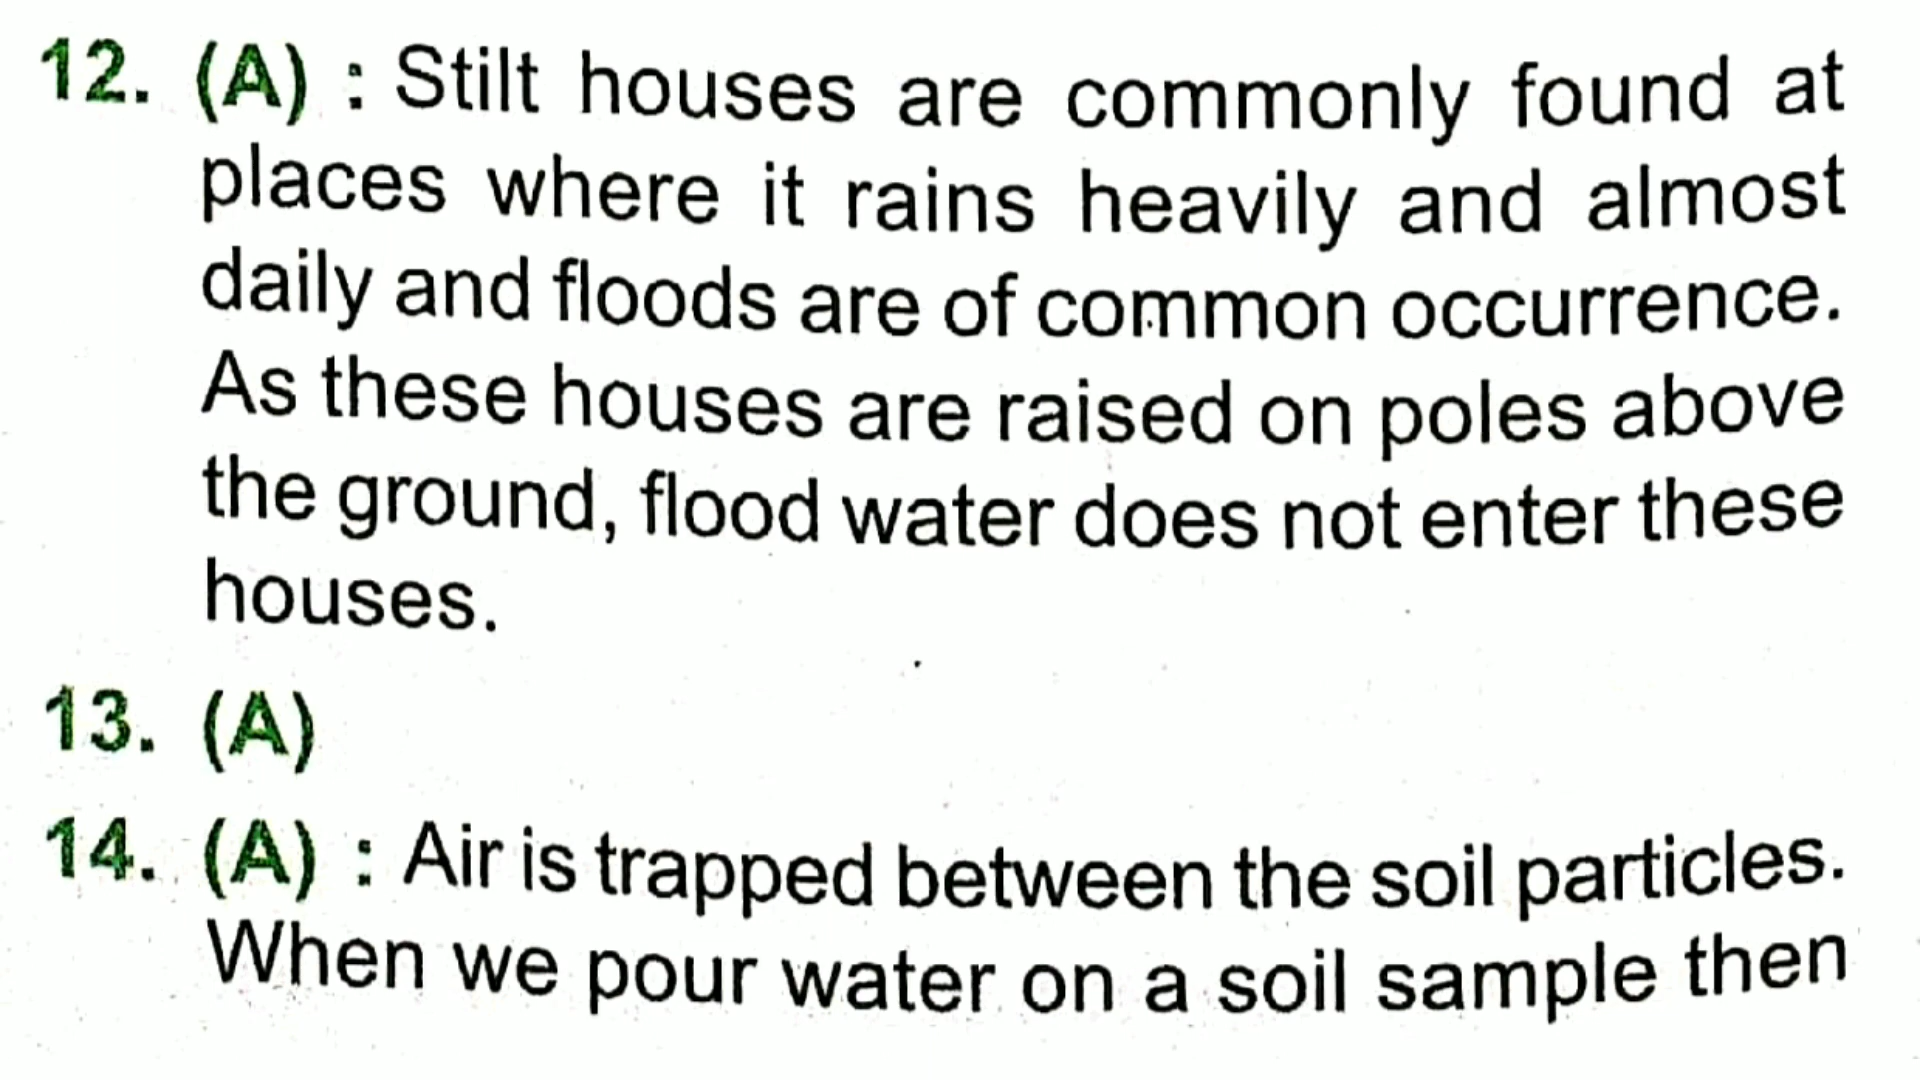 12. (A) : Stilt houses are commonly found at
places where it rains heavily and almost
daily and floods are of common occurrence.
As these houses are raised on poles above
the ground, flood water does not enter these
houses.
13. (A)
14. (A) : Air is trapped between the soil particles.
When we pour water on a soil sample then